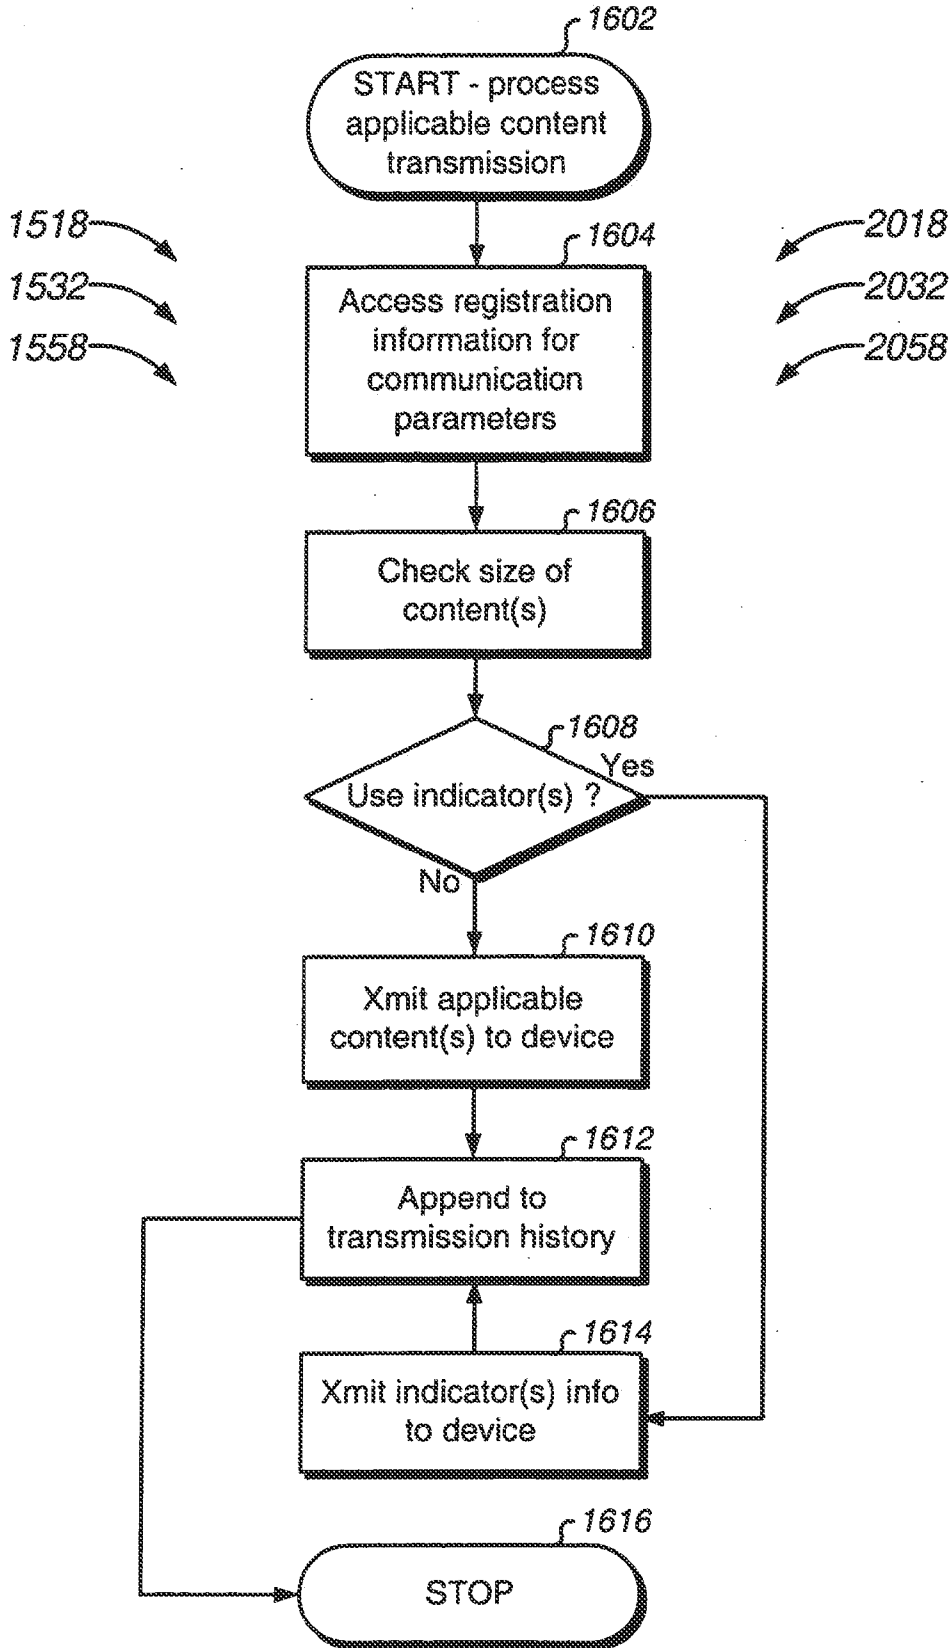 1602
START - process
applicable content
transmission
1518
1532
1558
2018
2032
2058
1604
Access registration
information for
communication
parameters
1606
Check size of
content(s)
1608
Use indicator(s) ?
Yes
No
1610
Xmit applicable
content(s) to device
1612
Append to
transmission history
1614
Xmit indicator(s) info
to device
1616
STOP